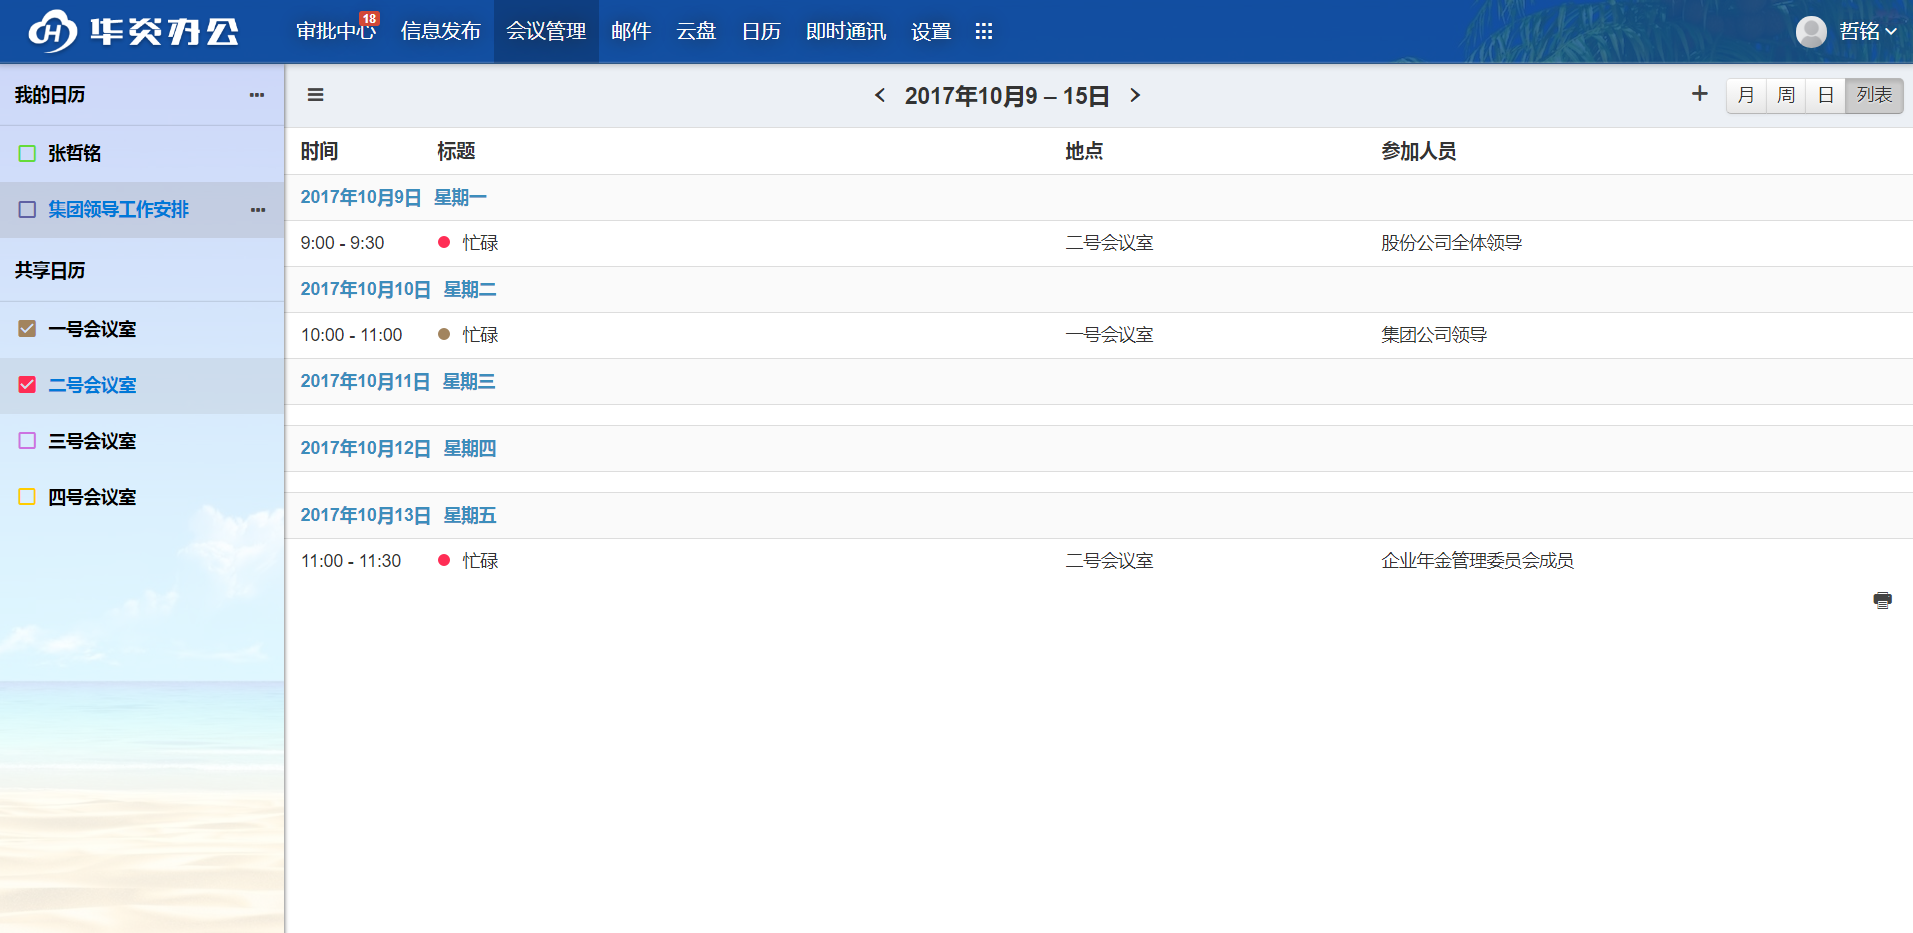 华炎办公
审批中心 18 信息发布 会议管理 邮件 云盘 日历 即时通讯 设置
哲铭
我的日历
张哲铭
集团领导工作安排
共享日历
一号会议室
二号会议室
三号会议室
四号会议室
2017年10月9 – 15日
月 周 日 列表
时间 标题 地点 参加人员
2017年10月9日 星期一
9:00 - 9:30 忙碌 二号会议室 股份公司全体领导
2017年10月10日 星期二
10:00 - 11:00 忙碌 一号会议室 集团公司领导
2017年10月11日 星期三
2017年10月12日 星期四
2017年10月13日 星期五
11:00 - 11:30 忙碌 二号会议室 企业年金管理委员会成员